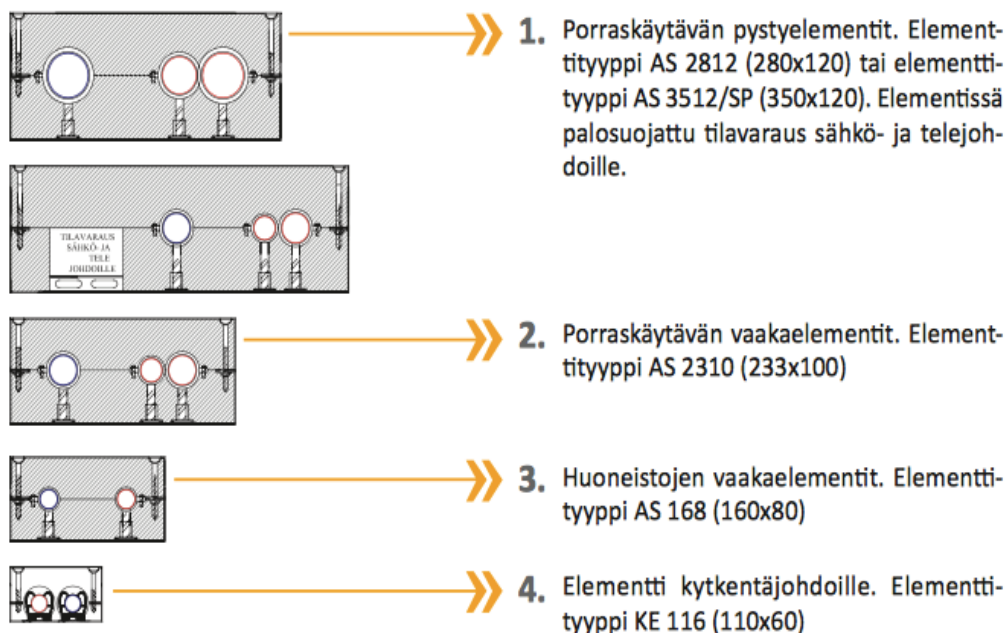 1. Porraskäytävän pystyelementit. Element-
tityyppi AS 2812 (280x120) tai elementti-
tyyppi AS 3512/SP (350x120). Elementissä
palosuojattu tilavaraus sähkö- ja telejoh-
doille.
TILAVARAUS
SÄHKÖ- JA
TELE
JOHDOILLE
2. Porraskäytävän vaakaelementit. Element-
tityyppi AS 2310 (233x100)
3. Huoneistojen vaakaelementit. Elementti-
tyyppi AS 168 (160x80)
4. Elementti kytkentäjohdoille. Elementti-
tyyppi KE 116 (110x60)